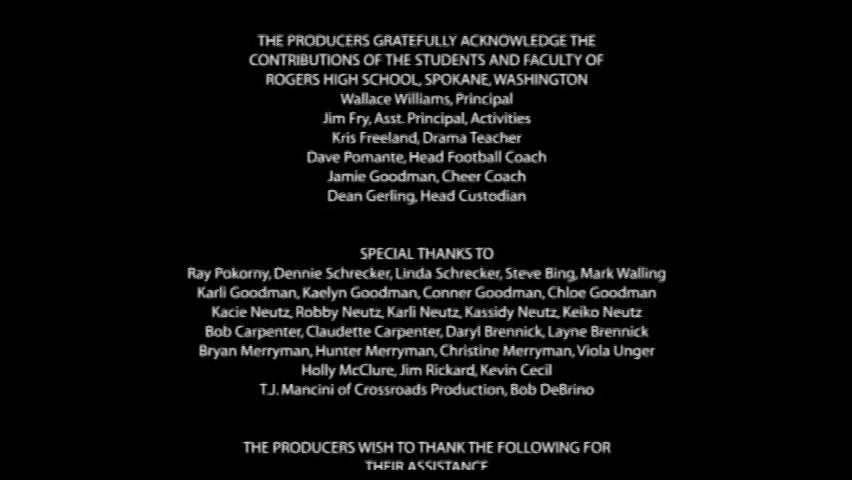 THE PRODUCERS GRATEFULLY ACKNOWLEDGE THE
CONTRIBUTIONS OF THE STUDENTS AND FACULTY OF
ROGERS HIGH SCHOOL, SPOKANE, WASHINGTON
Wallace Williams, Principal
Jim Fry, Asst. Principal, Activities
Kris Freeland, Drama Teacher
Dave Pomante, Head Football Coach
Jamie Goodman, Cheer Coach
Dean Gerling, Head Custodian
SPECIAL THANKS TO
Ray Pokorny, Dennie Schrecker, Linda Schrecker, Steve Bing, Mark Walling
Karli Goodman, Kaelyn Goodman, Conner Goodman, Chloe Goodman
Kacie Neutz, Robby Neutz, Karli Neutz, Kassidy Neutz, Keiko Neutz
Bob Carpenter, Claudette Carpenter, Daryl Brennick, Layne Brennick
Bryan Merryman, Hunter Merryman, Christine Merryman, Viola Unger
Holly McClure, Jim Rickard, Kevin Cecil
T.J. Mancini of Crossroads Production, Bob DeBrino
THE PRODUCERS WISH TO THANK THE FOLLOWING FOR
THEIR ASSISTANCE